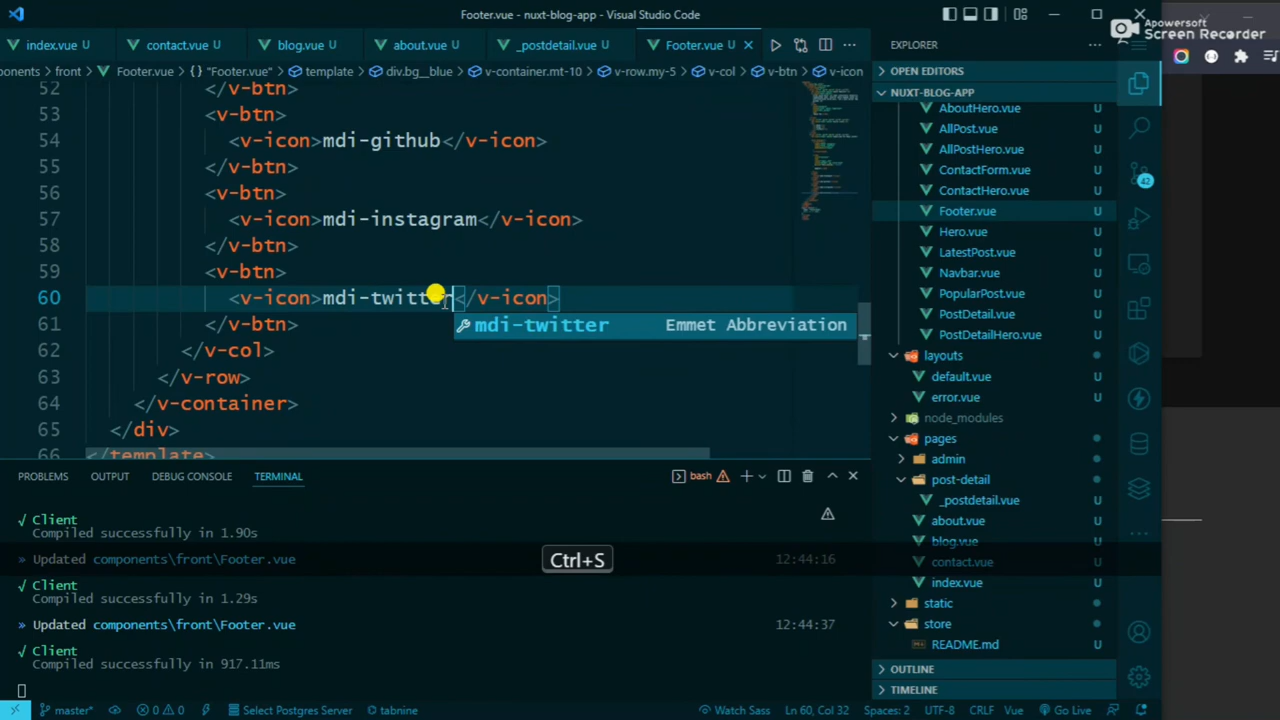 Footer.vue - nuxt-blog-app - Visual Studio Code
Apowersoft
Screen Recorder
index.vue U
contact.vue U
blog.vue U
about.vue U
_postdetail.vue U
Footer.vue U
EXPLORER
ponents > front > Footer.vue > {} "Footer.vue" > template > div.bg__blue > v-container.mt-10 > v-row.my-5 > v-col > v-btn > v-icon
52 </v-btn>
53 <v-btn>
54 <v-icon>mdi-github</v-icon>
55 </v-btn>
56 <v-btn>
57 <v-icon>mdi-instagram</v-icon>
58 </v-btn>
59 <v-btn>
60 <v-icon>mdi-twitter</v-icon>
mdi-twitter Emmet Abbreviation
61 </v-btn>
62 </v-col>
63 </v-row>
64 </v-container>
65 </div>
66 </template>
OPEN EDITORS
NUXT-BLOG-APP
AboutHero.vue U
AllPost.vue U
AllPostHero.vue U
ContactForm.vue U
ContactHero.vue U
Footer.vue U
Hero.vue U
LatestPost.vue U
Navbar.vue U
PopularPost.vue U
PostDetail.vue U
PostDetailHero.vue U
layouts
default.vue U
error.vue U
node_modules
pages
admin
post-detail
_postdetail.vue U
about.vue U
blog.vue U
contact.vue U
index.vue U
static
store
README.md U
OUTLINE
TIMELINE
42
PROBLEMS OUTPUT DEBUG CONSOLE TERMINAL
bash
√ Client
Compiled successfully in 1.90s
» Updated components\front\Footer.vue 12:44:16
√ Client
Compiled successfully in 1.29s
» Updated components\front\Footer.vue 12:44:37
√ Client
Compiled successfully in 917.11ms
Ctrl+S
master* 0 0 Select Postgres Server tabnine Watch Sass Ln 60, Col 32 Spaces: 2 UTF-8 CRLF Vue Go Live